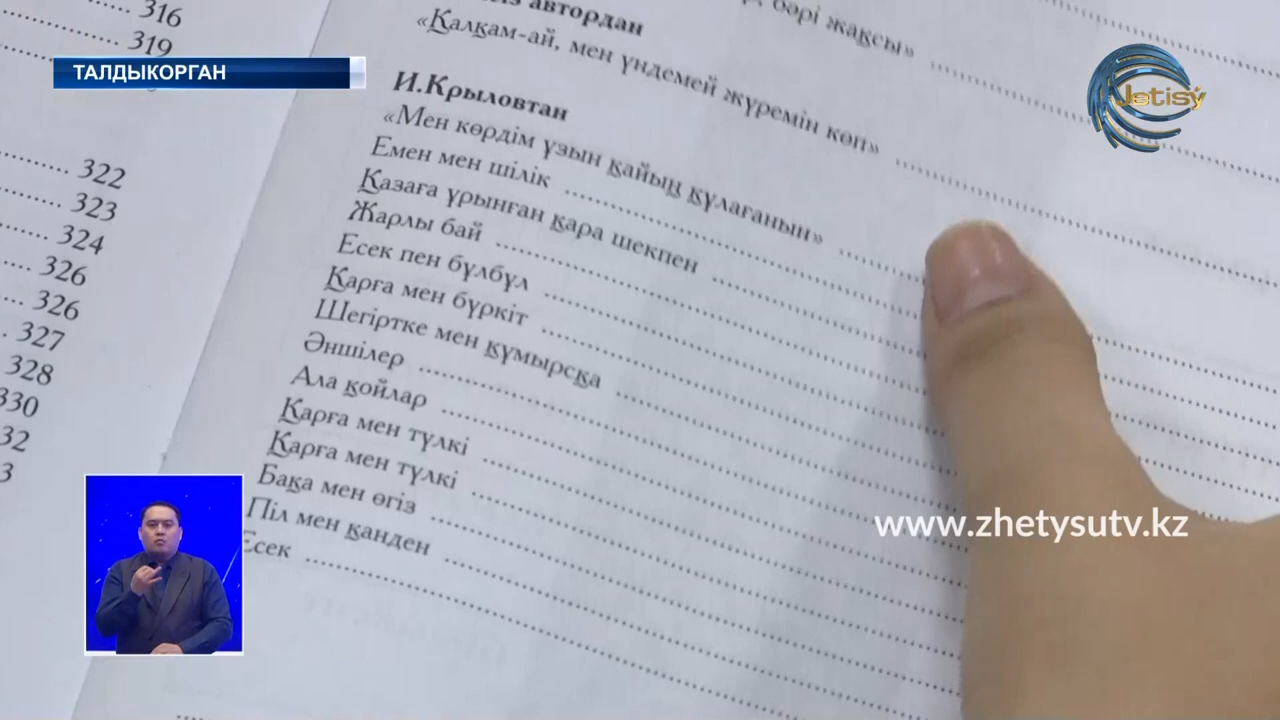 ТАЛДЫКОРГАН
Jetisý
316
319
322
323
324
326
326
327
328
330
32
3
автордан
бәрі жақсы»
«Қалқам-ай, мен үндемей жүремін көп»
И.Крыловтан
«Мен көрдім ұзын қайың құлағанын»
Емен мен шілік
Қазаға ұрынған қара шекпен
Жарлы бай
Есек пен бұлбұл
Қарға мен бүркіт
Шегіртке мен құмырсқа
Әншілер
Ала қойлар
Қарға мен түлкі
Қарға мен түлкі
Бақа мен өгіз
Піл мен қанден
Есек
www.zhetysutv.kz